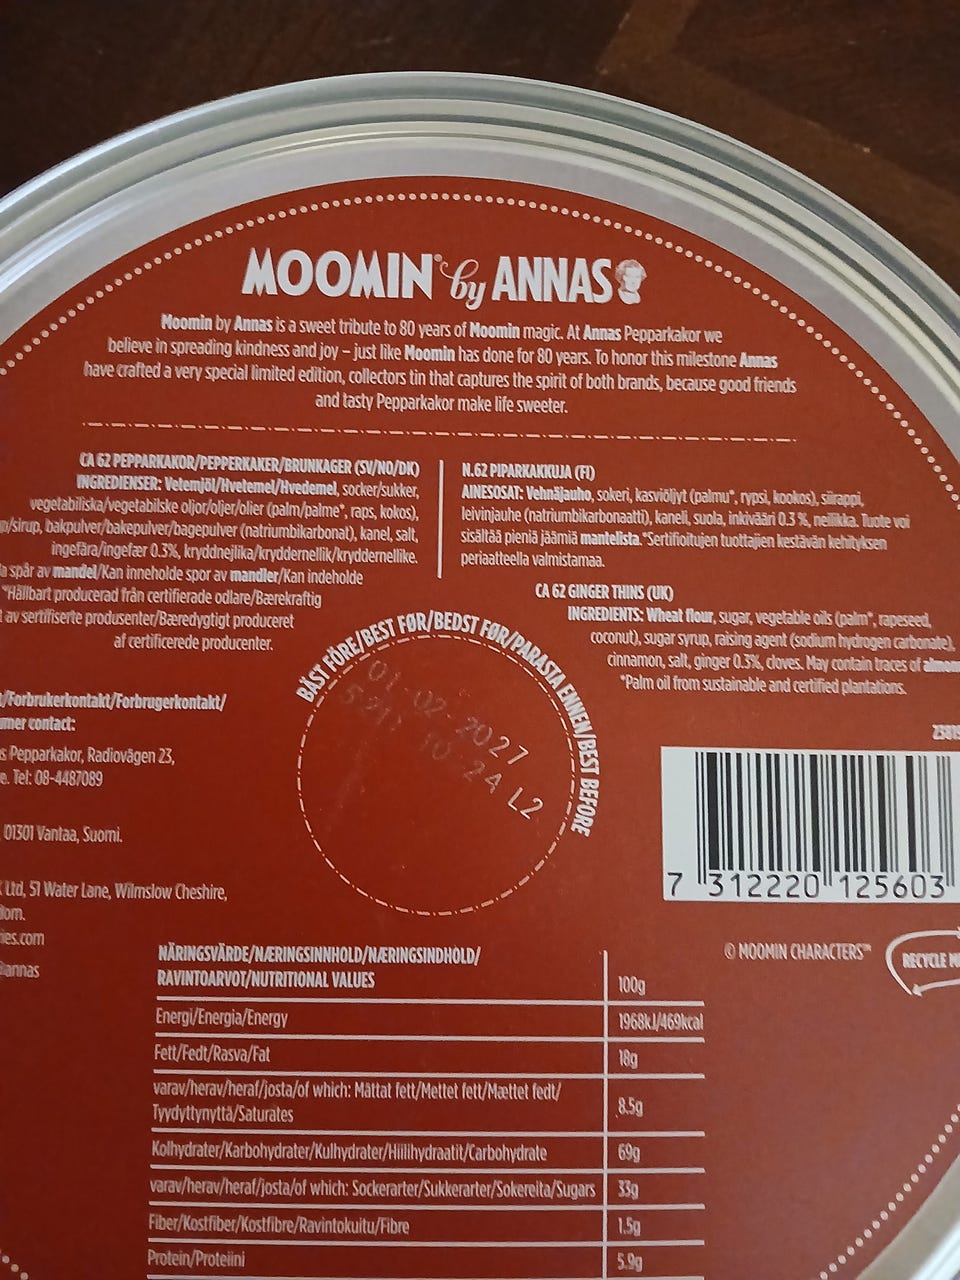 MOOMIN® by ANNAS
Moomin by Annas is a sweet tribute to 80 years of Moomin magic. At Annas Pepparkakor we
believe in spreading kindness and joy – just like Moomin has done for 80 years. To honor this milestone Annas
have crafted a very special limited edition, collectors tin that captures the spirit of both brands, because good friends
and tasty Pepparkakor make life sweeter.
CA 62 PEPPARKAKOR/PEPPERKAKER/BRUNKAGER (SV/NO/DK)
INGREDIENSER: Vetemjöl/Hvetemel/Hvedemel, socker/sukker,
vegetabiliska/vegetabilske oljor/oljer/olier (palm/palme*, raps, kokos),
p/sirup, bakpulver/bakepulver/bagepulver (natriumbikarbonat), kanel, salt,
ingefära/ingefær 0.3%, kryddnejlika/kryddernellik/kryddernellike.
a spår av mandel/Kan inneholde spor av mandler/Kan indeholde
*Hållbart producerad från certifierade odlare/Bærekraftig
t av sertifiserte produsenter/Bæredygtigt produceret
af certificerede producenter.
N.62 PIPARKAKKUJA (FI)
AINESOSAT: Vehnäjauho, sokeri, kasviöljyt (palmu*, rypsi, kookos), siirappi,
leivinjauhe (natriumbikarbonaatti), kaneli, suola, inkivääri 0.3 %, neilikka. Tuote voi
sisältää pieniä jäämiä mantelista. *Sertifioitujen tuottajien kestävän kehityksen
periaatteella valmistamaa.
CA 62 GINGER THINS (UK)
INGREDIENTS: Wheat flour, sugar, vegetable oils (palm*, rapeseed,
coconut), sugar syrup, raising agent (sodium hydrogen carbonate),
cinnamon, salt, ginger 0.3%, cloves. May contain traces of almon
*Palm oil from sustainable and certified plantations.
BÄST FÖRE/BEST FØR/BEDST FØR/PARASTA ENNEN/BEST BEFORE
01-02-2027
10-24 L2
t/Forbrukerkontakt/Forbrugerkontakt/
mer contact:
s Pepparkakor, Radiovägen 23,
e. Tel: 08-4487089
01301 Vantaa, Suomi.
Ltd, 51 Water Lane, Wilmslow Cheshire,
dom.
ies.com
annas
7 312220 125603
© MOOMIN CHARACTERS™
RECYCLE M
NÄRINGSVÄRDE/NÆRINGSINNHOLD/NÆRINGSINDHOLD/
RAVINTOARVOT/NUTRITIONAL VALUES 100g
Energi/Energia/Energy 1968kJ/469kcal
Fett/Fedt/Rasva/Fat 18g
varav/herav/heraf/josta/of which: Mättat fett/Mettet fett/Mættet fedt/
Tyydyttynyttä/Saturates 8.5g
Kolhydrater/Karbohydrater/Kulhydrater/Hiilihydraatit/Carbohydrate 69g
varav/herav/heraf/josta/of which: Sockerarter/Sukkerarter/Sokereita/Sugars 33g
Fiber/Kostfiber/Kostfibre/Ravintokuitu/Fibre 1.5g
Protein/Proteiini 5.9g